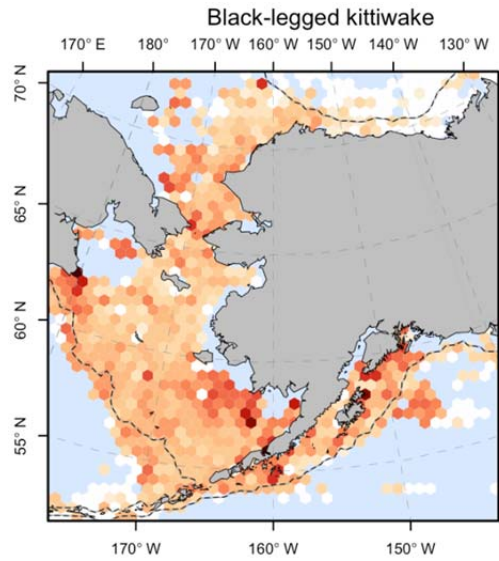 Black-legged kittiwake
170° E 180° 170° W 160° W 150° W 140° W 130° W
70° N
65° N
60° N
55° N
170° W 160° W 150° W